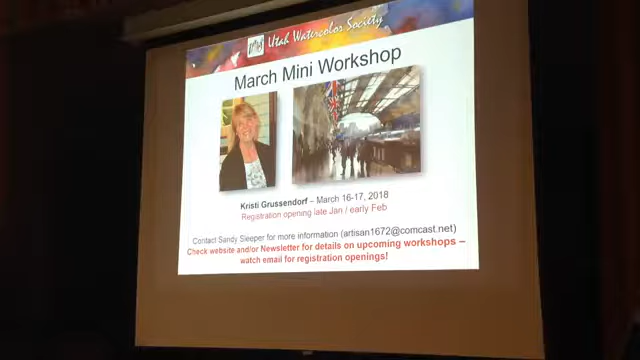 Utah Watercolor Society
March Mini Workshop
Kristi Grussendorf – March 16-17, 2018
Registration opening late Jan / early Feb
Contact Sandy Sleeper for more information (artisan1672@comcast.net)
Check website and/or Newsletter for details on upcoming workshops –
watch email for registration openings!